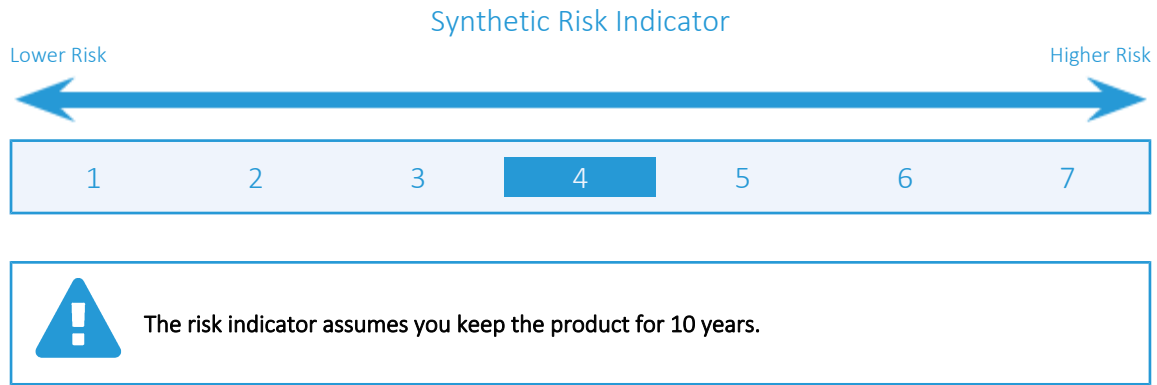 Synthetic Risk Indicator
Lower Risk Higher Risk
1 2 3 4 5 6 7
The risk indicator assumes you keep the product for 10 years.